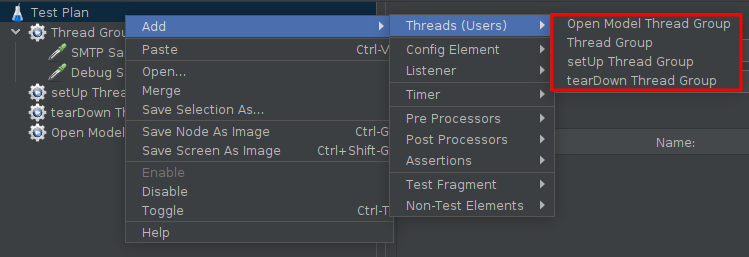 Test Plan
Thread Grou
SMTP Sa
Debug S
setUp Threa
tearDown Th
Open Model
Add
Paste Ctrl-V
Open...
Merge
Save Selection As...
Save Node As Image Ctrl-G
Save Screen As Image Ctrl+Shift-G
Enable
Disable
Toggle Ctrl-T
Help
Threads (Users)
Config Element
Listener
Timer
Pre Processors
Post Processors
Assertions
Test Fragment
Non-Test Elements
Open Model Thread Group
Thread Group
setUp Thread Group
tearDown Thread Group
Name: